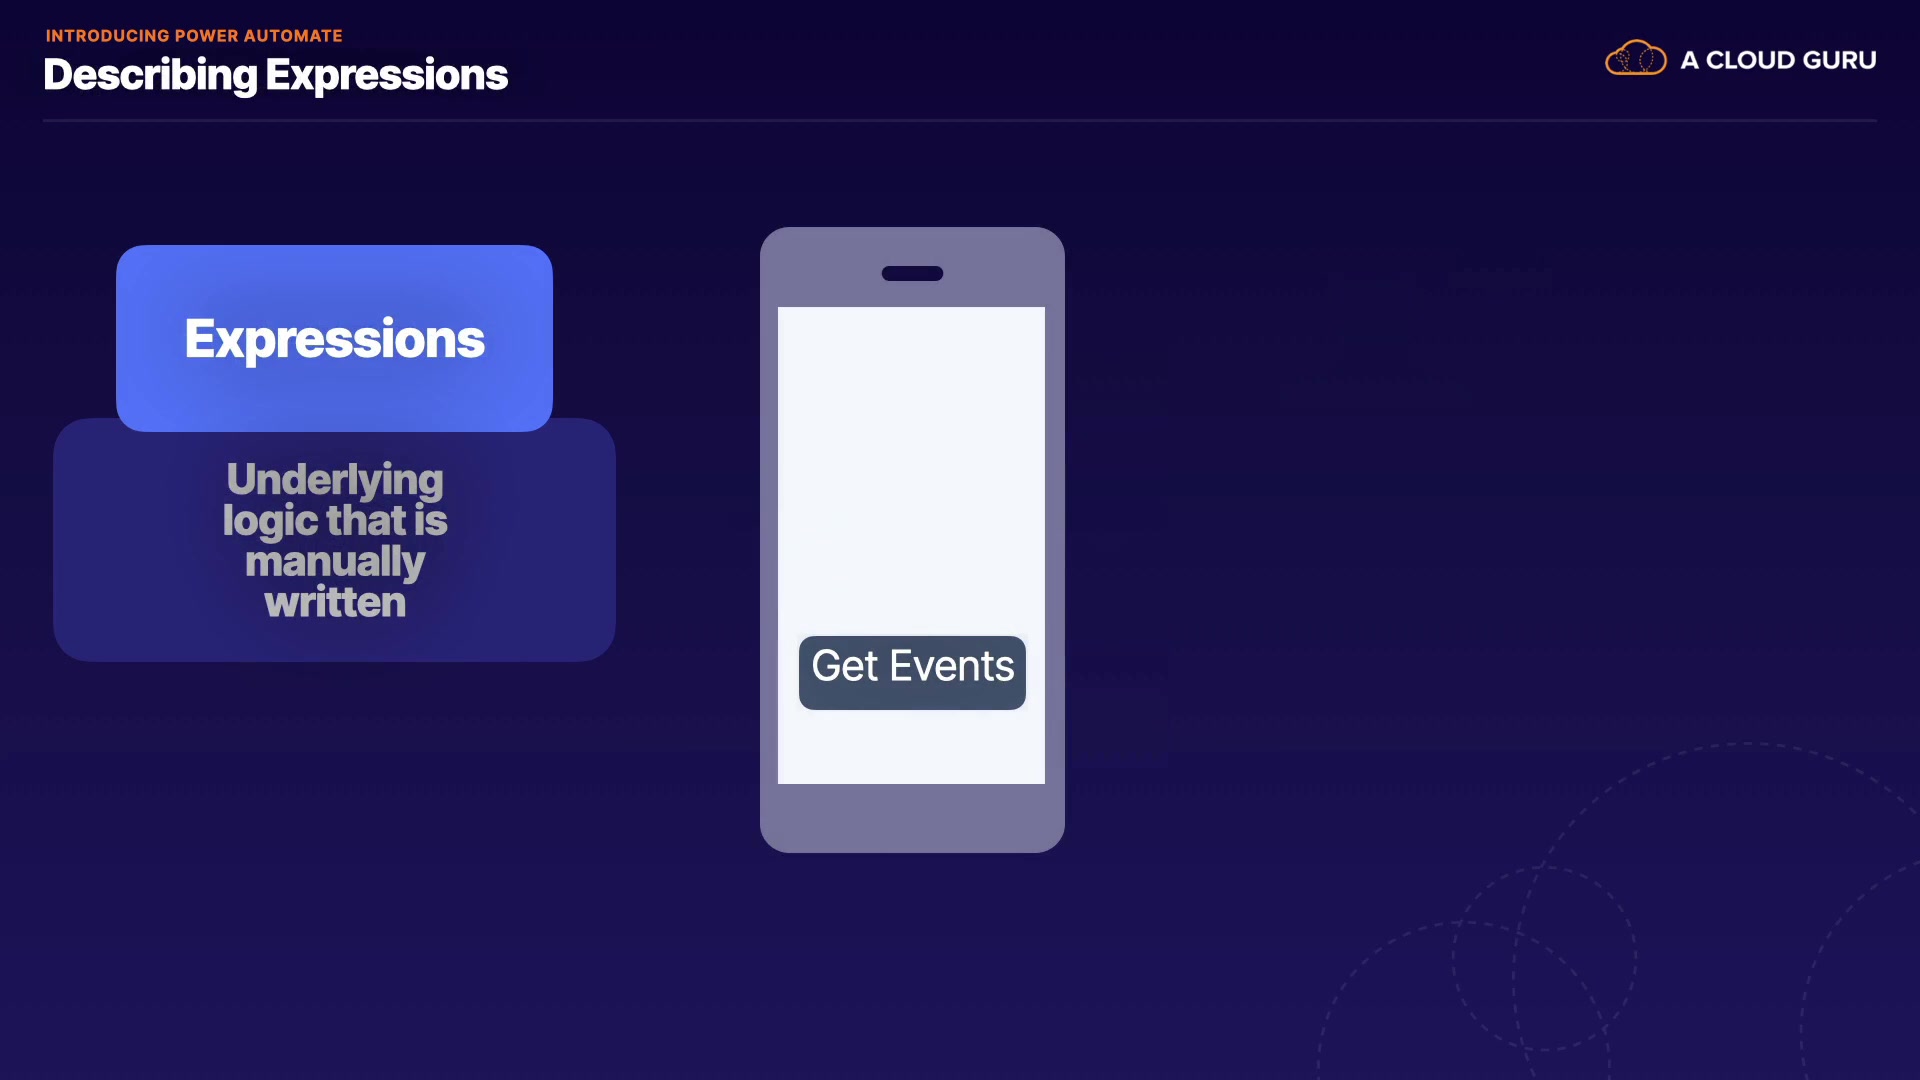 INTRODUCING POWER AUTOMATE
Describing Expressions
A CLOUD GURU
Expressions
Underlying
logic that is
manually
written
Get Events